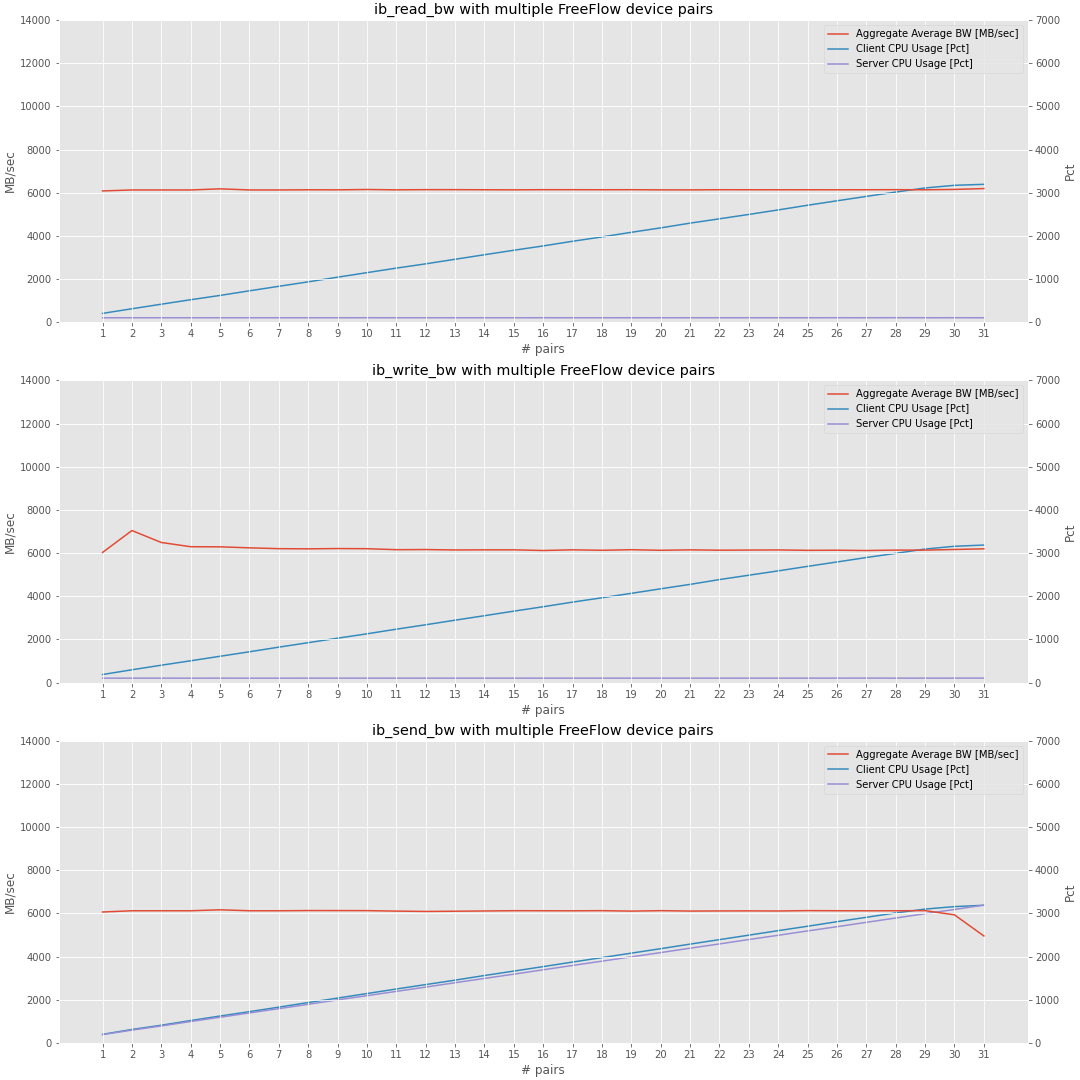 ib_read_bw with multiple FreeFlow device pairs
14000
12000
10000
8000
6000
4000
2000
0
MB/sec
Aggregate Average BW [MB/sec]
Client CPU Usage [Pct]
Server CPU Usage [Pct]
7000
6000
5000
4000
3000
2000
1000
0
Pct
1 2 3 4 5 6 7 8 9 10 11 12 13 14 15 16 17 18 19 20 21 22 23 24 25 26 27 28 29 30 31
# pairs
ib_write_bw with multiple FreeFlow device pairs
14000
12000
10000
8000
6000
4000
2000
0
MB/sec
Aggregate Average BW [MB/sec]
Client CPU Usage [Pct]
Server CPU Usage [Pct]
7000
6000
5000
4000
3000
2000
1000
0
Pct
1 2 3 4 5 6 7 8 9 10 11 12 13 14 15 16 17 18 19 20 21 22 23 24 25 26 27 28 29 30 31
# pairs
ib_send_bw with multiple FreeFlow device pairs
14000
12000
10000
8000
6000
4000
2000
0
MB/sec
Aggregate Average BW [MB/sec]
Client CPU Usage [Pct]
Server CPU Usage [Pct]
7000
6000
5000
4000
3000
2000
1000
0
Pct
1 2 3 4 5 6 7 8 9 10 11 12 13 14 15 16 17 18 19 20 21 22 23 24 25 26 27 28 29 30 31
# pairs